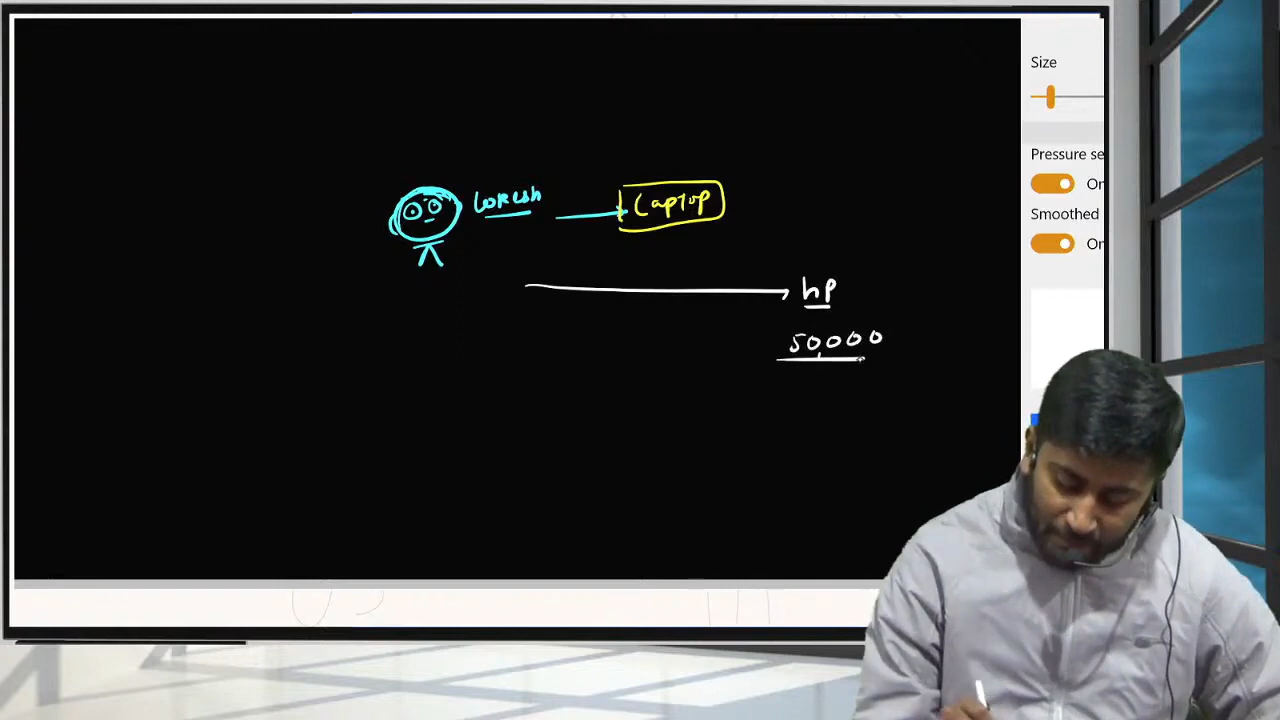 Size
Pressure se
On
Smoothed
On
Lokesh
Laptop
hp
50000